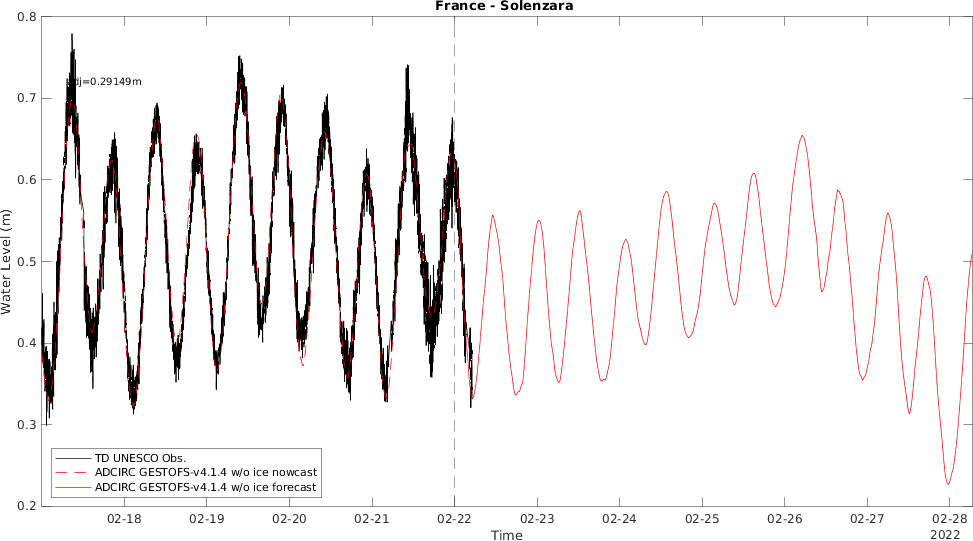 France - Solenzara
0.8
0.7
0.6
0.5
0.4
0.3
0.2
Water Level (m)
dj=0.29149m
TD UNESCO Obs.
ADCIRC GESTOFS-v4.1.4 w/o ice nowcast
ADCIRC GESTOFS-v4.1.4 w/o ice forecast
02-18 02-19 02-20 02-21 02-22 02-23 02-24 02-25 02-26 02-27 02-28
2022
Time